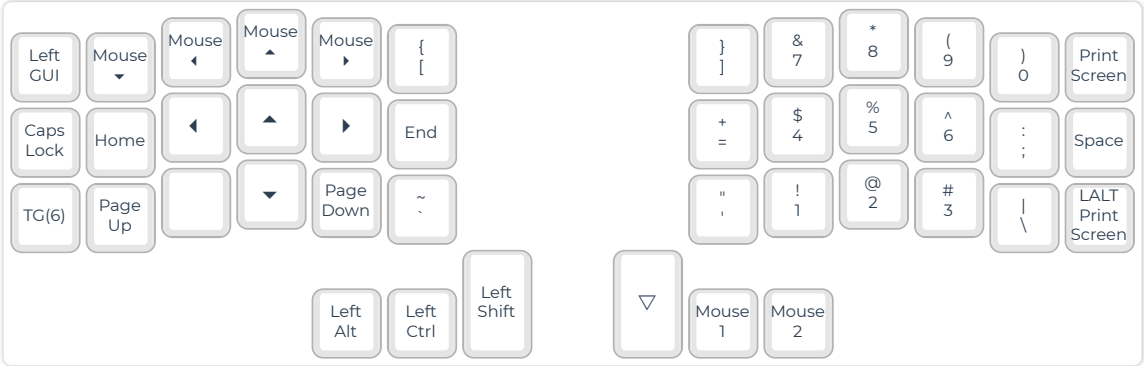 Left
GUI
Mouse
▾
Mouse
◂
Mouse
▴
Mouse
▸
{
[
}
]
&
7
*
8
(
9
)
0
Print
Screen
Caps
Lock
Home
◂
▴
▸
End
+
=
$
4
%
5
^
6
:
;
Space
TG(6)
Page
Up
▾
Page
Down
~
`
"
'
!
1
@
2
#
3
|
\
LALT
Print
Screen
Left
Alt
Left
Ctrl
Left
Shift
▽
Mouse
1
Mouse
2